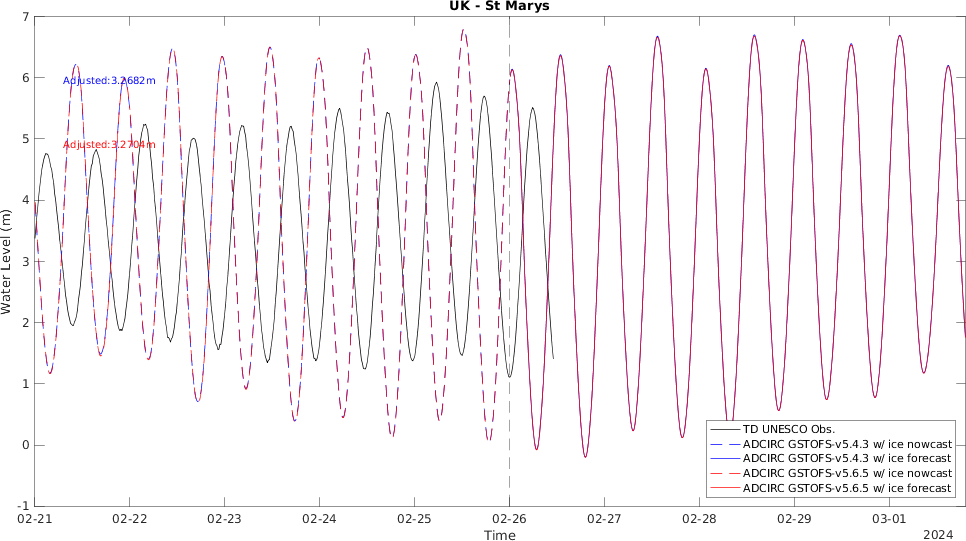 UK - St Marys
7
6
5
4
3
2
1
0
-1
Water Level (m)
Adjusted:3.2682m
Adjusted:3.2704m
TD UNESCO Obs.
ADCIRC GSTOFS-v5.4.3 w/ ice nowcast
ADCIRC GSTOFS-v5.4.3 w/ ice forecast
ADCIRC GSTOFS-v5.6.5 w/ ice nowcast
ADCIRC GSTOFS-v5.6.5 w/ ice forecast
02-21 02-22 02-23 02-24 02-25 02-26 02-27 02-28 02-29 03-01
Time
2024